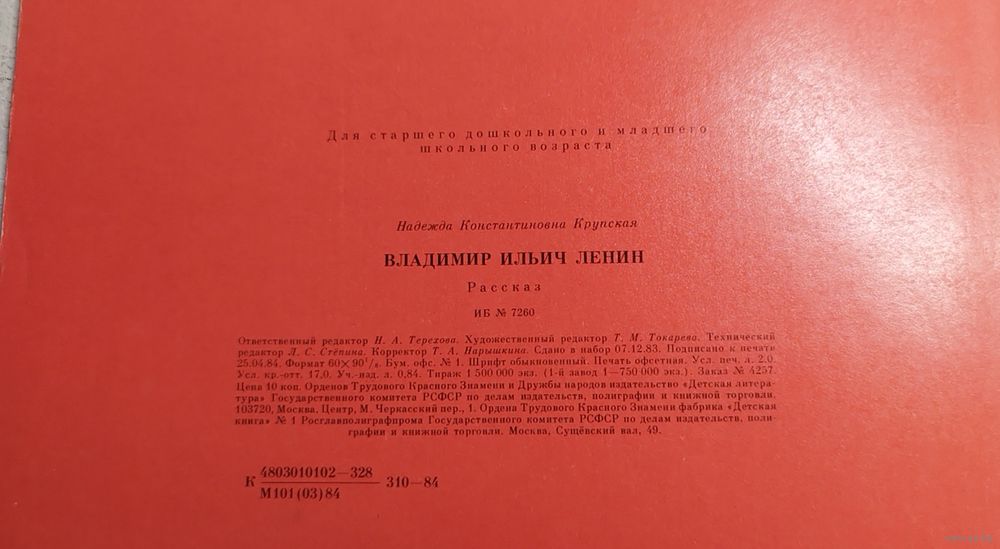 Для старшего дошкольного и младшего
школьного возраста
Надежда Константиновна Крупская
ВЛАДИМИР ИЛЬИЧ ЛЕНИН
Рассказ
ИБ № 7260
Ответственный редактор Н. А. Терехова. Художественный редактор Т. М. Токарева. Технический
редактор Л. С. Стёпина. Корректор Т. А. Нарышкина. Сдано в набор 07.12.83. Подписано к печати
25.04.84. Формат 60×90¹/₈. Бум. офс. № 1. Шрифт обыкновенный. Печать офсетная. Усл. печ. л. 2,0.
Усл. кр.-отт. 17,0. Уч.-изд. л. 0,84. Тираж 1 500 000 экз. (1-й завод 1—750 000 экз.). Заказ № 4257.
Цена 10 коп. Орденов Трудового Красного Знамени и Дружбы народов издательство «Детская литера-
тура» Государственного комитета РСФСР по делам издательств, полиграфии и книжной торговли.
103720, Москва, Центр, М. Черкасский пер., 1. Ордена Трудового Красного Знамени фабрика «Детская
книга» № 1 Росглавполиграфпрома Государственного комитета РСФСР по делам издательств, поли-
графии и книжной торговли. Москва, Сущёвский вал, 49.
К 4803010102—328 310—84
М101(03)84